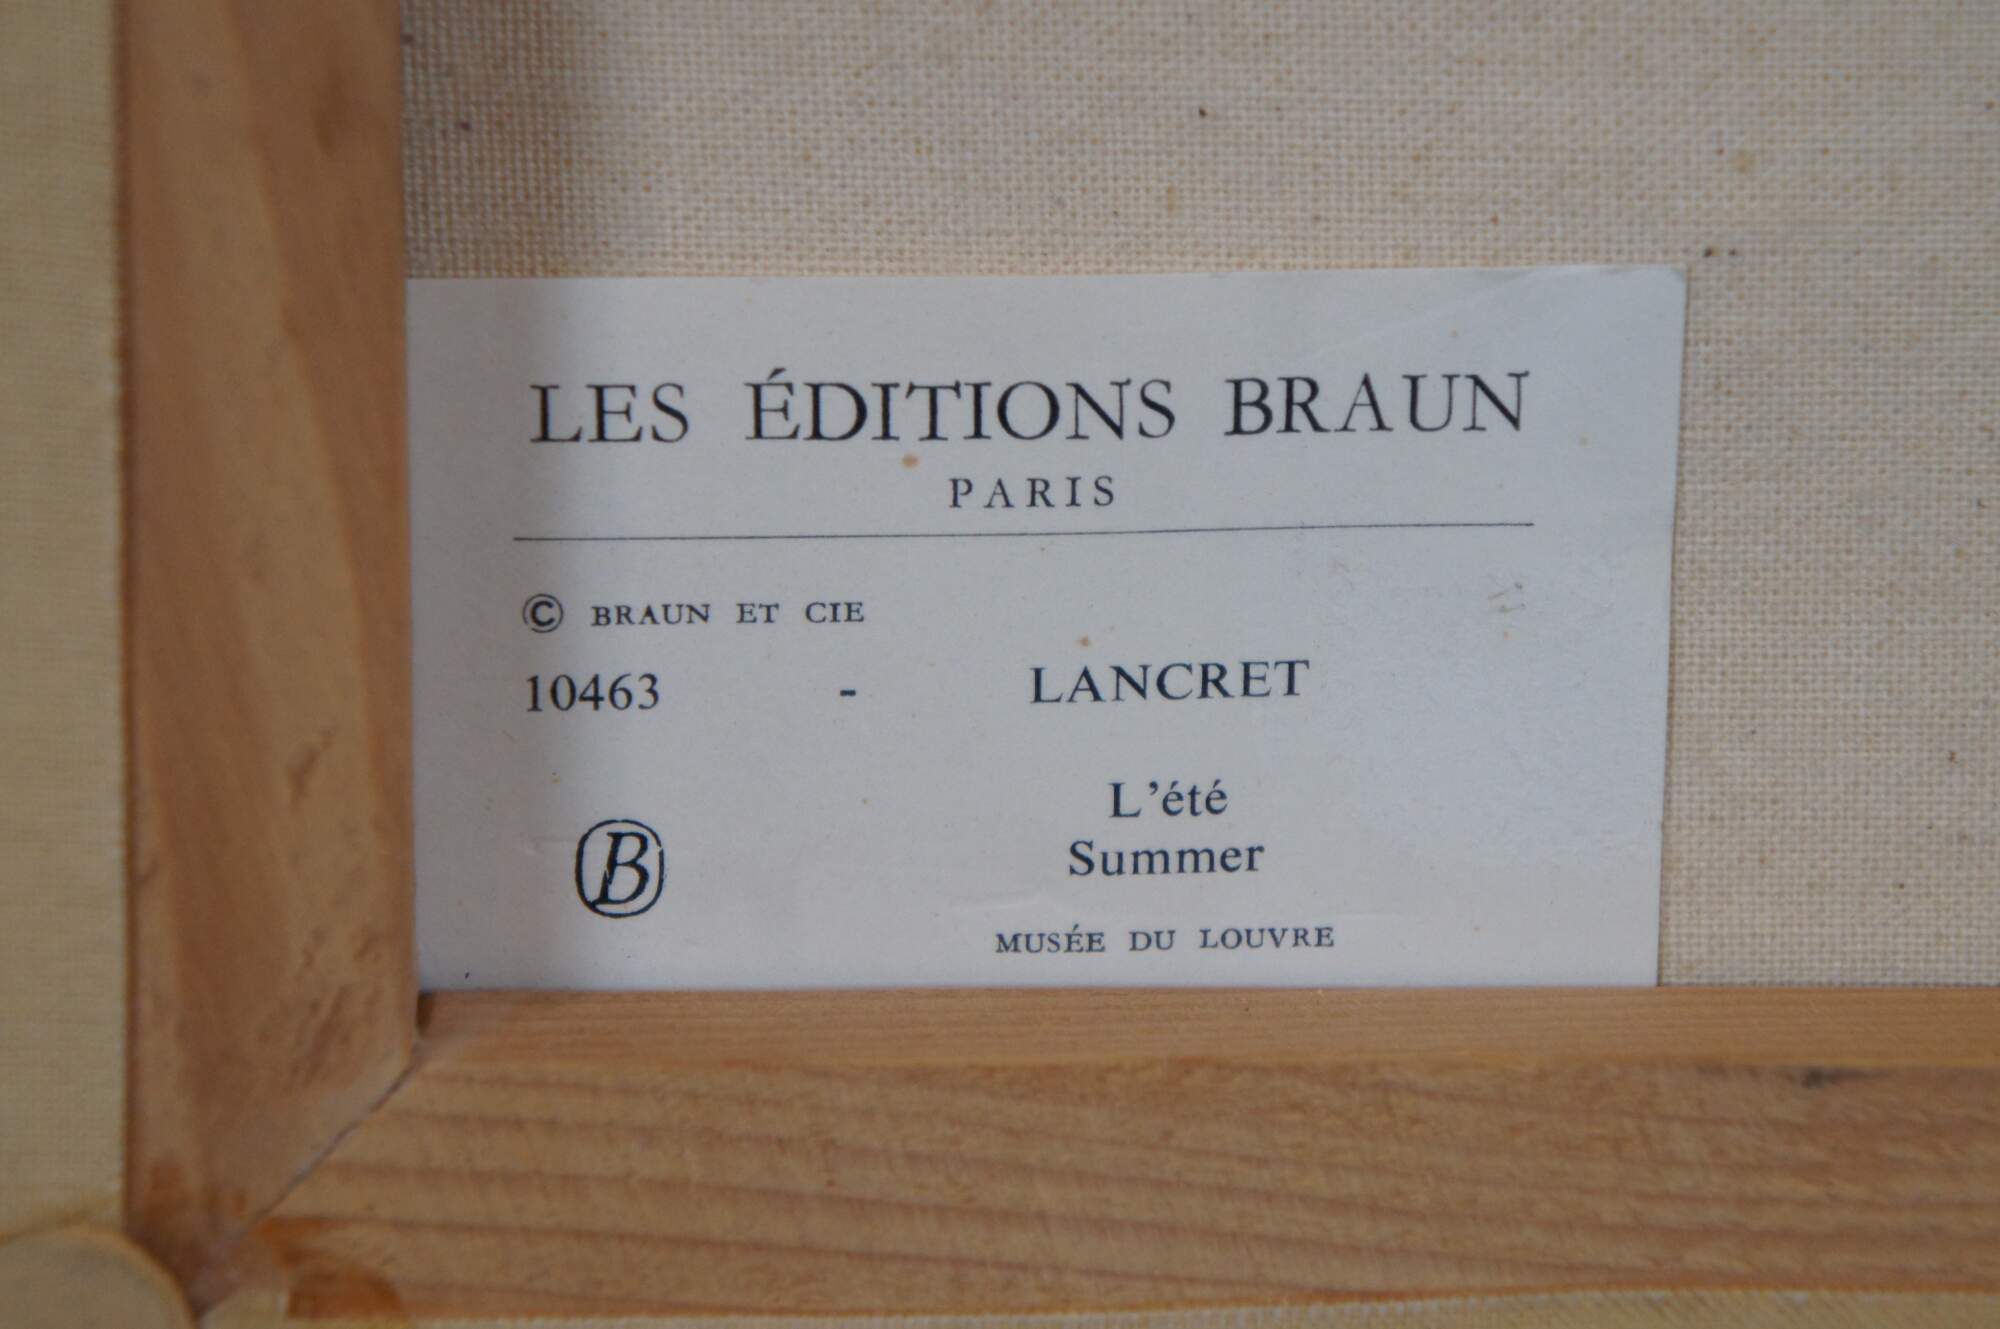 LES ÉDITIONS BRAUN
PARIS
© BRAUN ET CIE
10463 - LANCRET
L'été
Summer
B
MUSÉE DU LOUVRE